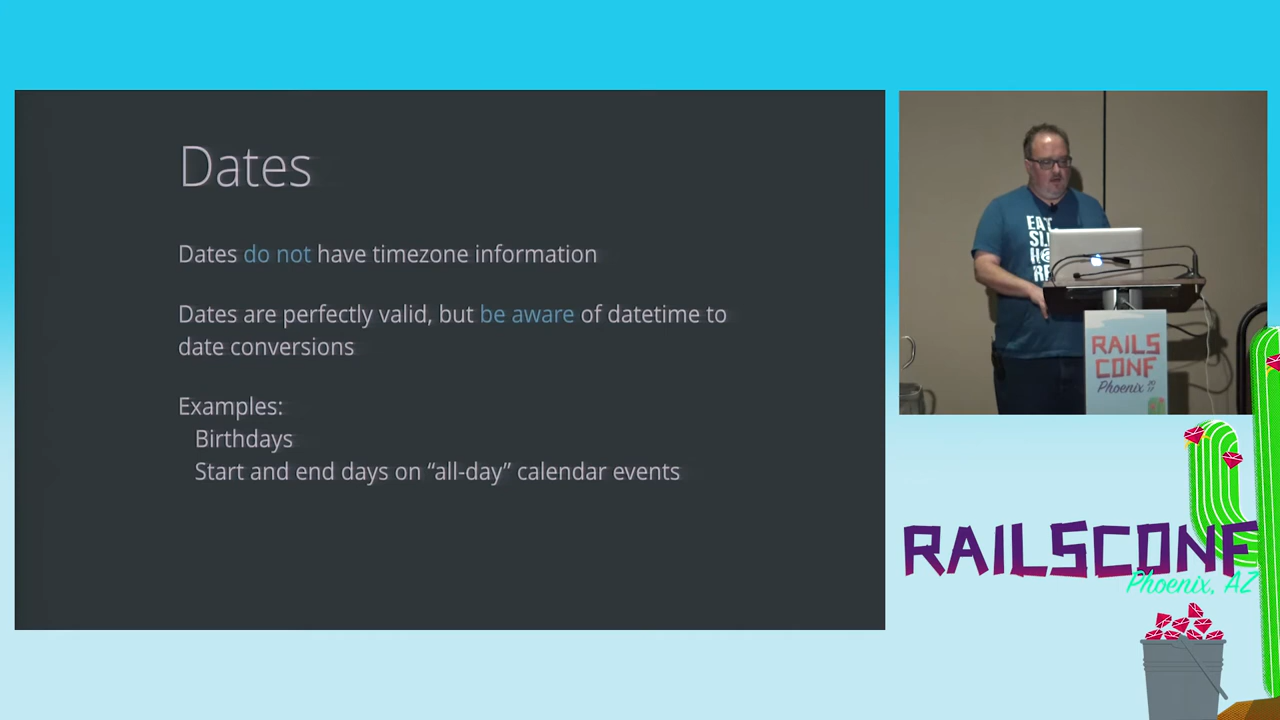 Dates
Dates do not have timezone information
Dates are perfectly valid, but be aware of datetime to
date conversions
Examples:
Birthdays
Start and end days on “all-day” calendar events
EAT
RAILS
CONF
Phoenix
RAILSCONF
Phoenix, AZ